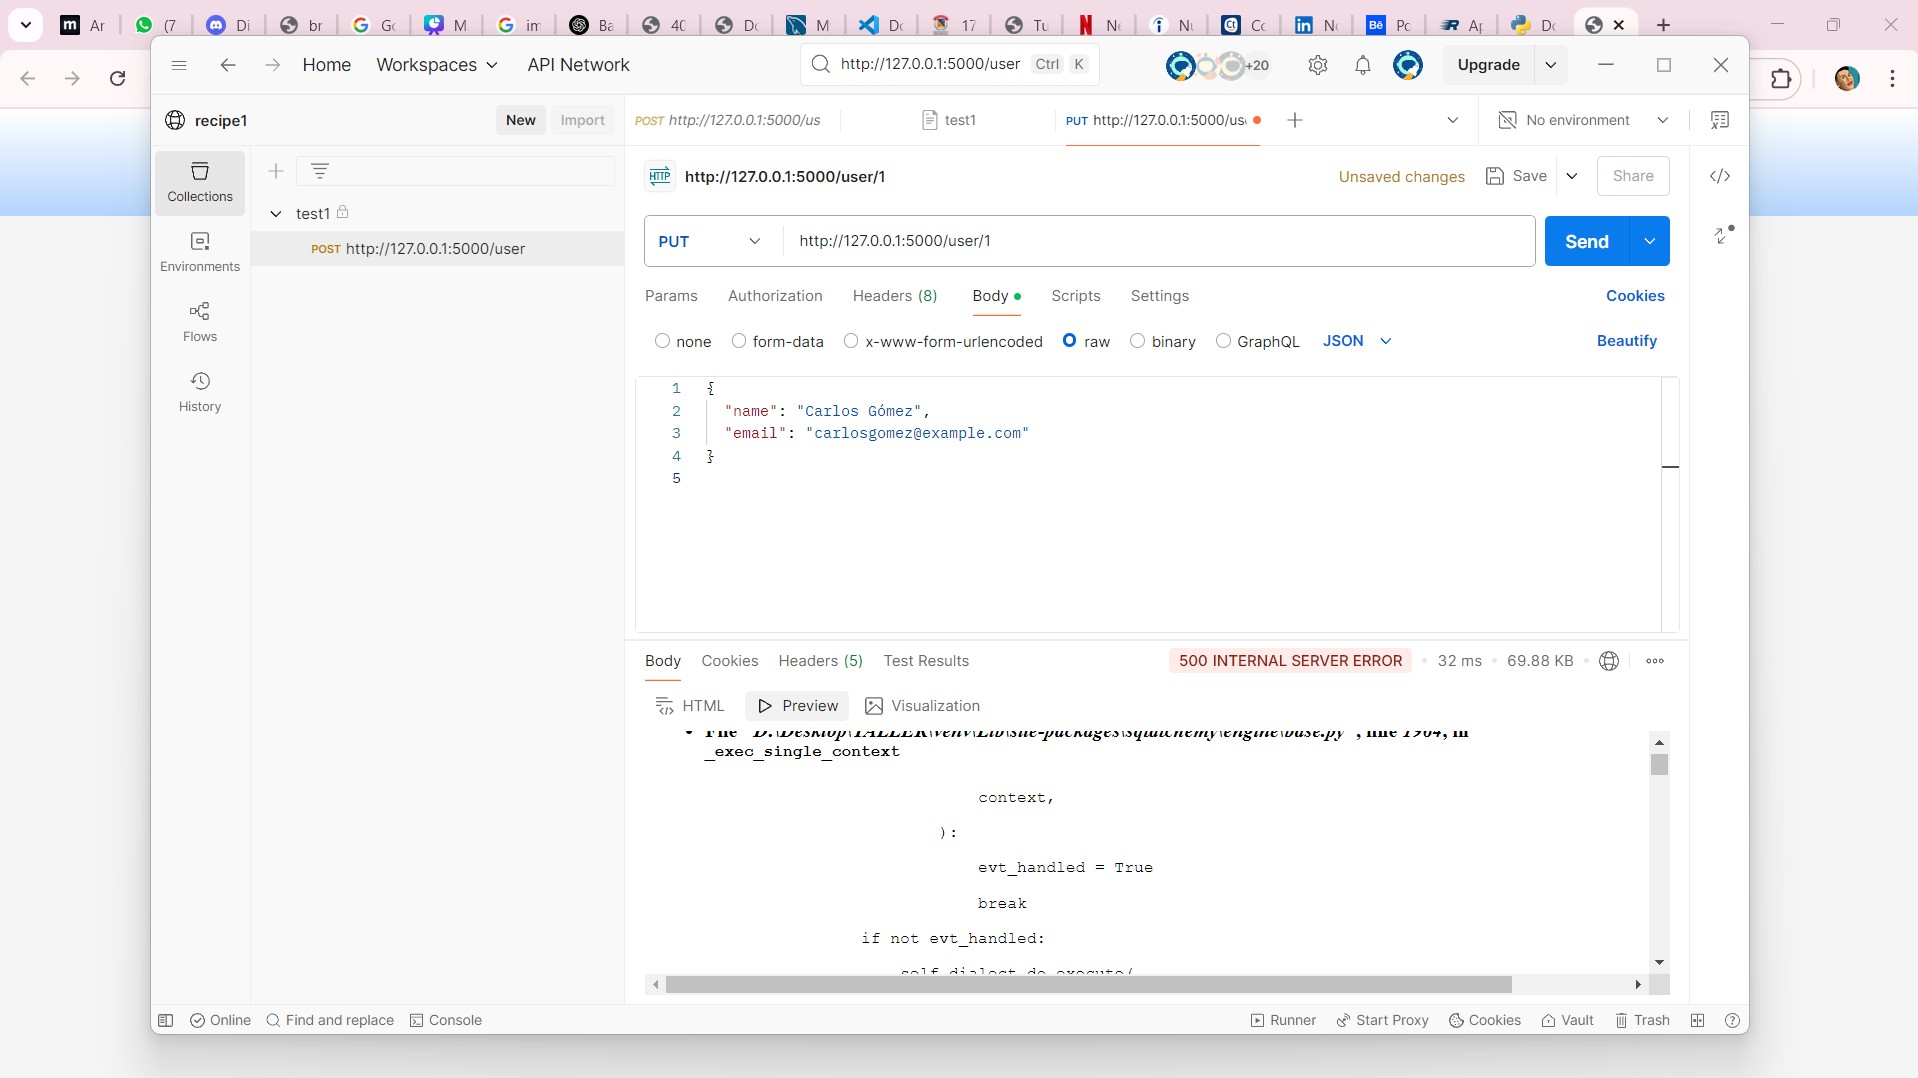 Ar
(7
Di
br
Gc
M
im
Ba
40
Dc
M
Dc
17
Tu
Ne
Nu
Cc
Nc
Pc
Ap
Dc
Home
Workspaces
API Network
http://127.0.0.1:5000/user
Ctrl K
+20
Upgrade
recipe1
New
Import
POST http://127.0.0.1:5000/us
test1
PUT http://127.0.0.1:5000/us
No environment
Collections
Environments
Flows
History
test1
POST http://127.0.0.1:5000/user
HTTP
http://127.0.0.1:5000/user/1
Unsaved changes
Save
Share
PUT
http://127.0.0.1:5000/user/1
Send
Params
Authorization
Headers (8)
Body
Scripts
Settings
Cookies
none
form-data
x-www-form-urlencoded
raw
binary
GraphQL
JSON
Beautify
1 {
2 "name": "Carlos Gómez",
3 "email": "carlosgomez@example.com"
4 }
5
Body
Cookies
Headers (5)
Test Results
500 INTERNAL SERVER ERROR
32 ms
69.88 KB
HTML
Preview
Visualization
File "D:\Desktop\TALLER\venv\Lib\site-packages\sqlalchemy\engine\base.py", line 1964, in
_exec_single_context
context,
):
evt_handled = True
break
if not evt_handled:
self.dialect.do_execute(
Online
Find and replace
Console
Runner
Start Proxy
Cookies
Vault
Trash